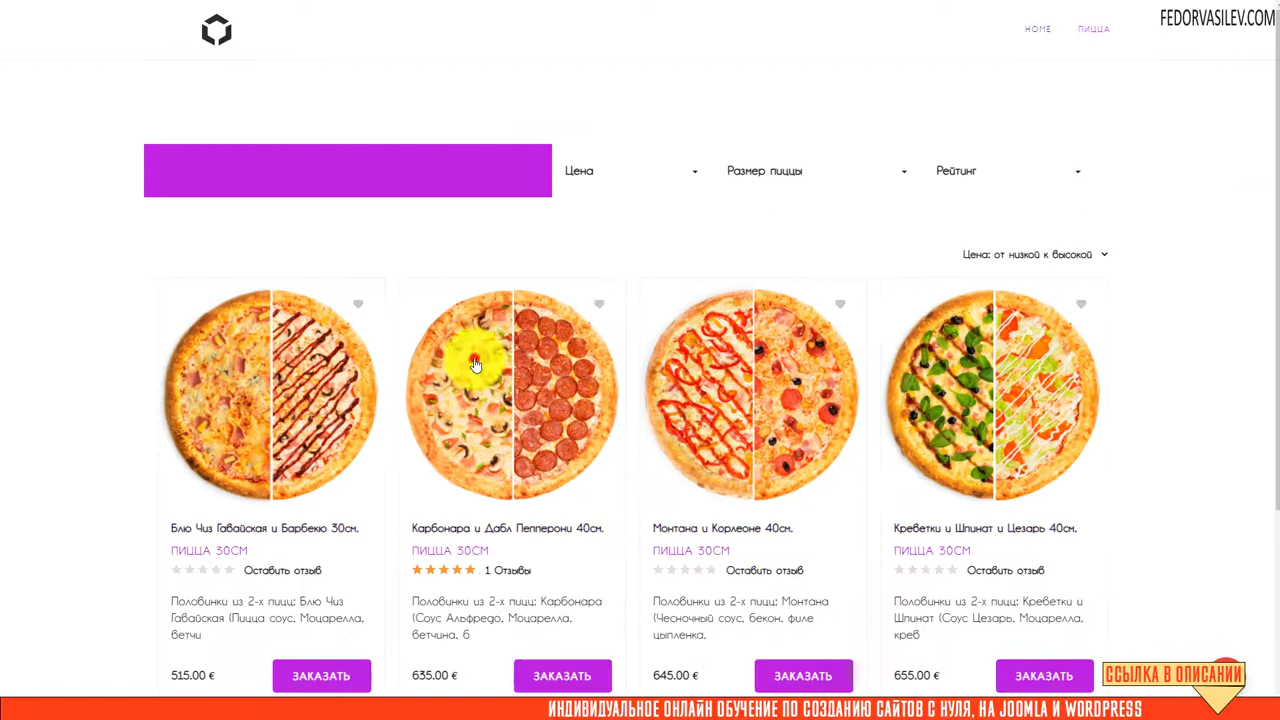 FEDORVASILEV.COM
HOME ПИЦЦА
Цена Размер пиццы Рейтинг
Цена: от низкой к высокой
Блю Чиз Гавайская и Барбекю 30см.
ПИЦЦА 30СМ
Оставить отзыв
Половинки из 2-х пицц: Блю Чиз
Гавайская (Пицца соус, Моцарелла,
ветчи
515.00 €
ЗАКАЗАТЬ
Карбонара и Дабл Пепперони 40см.
ПИЦЦА 30СМ
1 Отзывы
Половинки из 2-х пицц: Карбонара
(Соус Альфредо, Моцарелла,
ветчина, б
635.00 €
ЗАКАЗАТЬ
Монтана и Корлеоне 40см.
ПИЦЦА 30СМ
Оставить отзыв
Половинки из 2-х пицц: Монтана
(Чесночный соус, бекон, филе
цыпленка,
645.00 €
ЗАКАЗАТЬ
Креветки и Шпинат и Цезарь 40см.
ПИЦЦА 30СМ
Оставить отзыв
Половинки из 2-х пицц: Креветки и
Шпинат (Соус Цезарь, Моцарелла,
креб
655.00 €
ЗАКАЗАТЬ
ССЫЛКА В ОПИСАНИИ
ИНДИВИДУАЛЬНОЕ ОНЛАЙН ОБУЧЕНИЕ ПО СОЗДАНИЮ САЙТОВ С НУЛЯ, НА JOOMLA И WORDPRESS